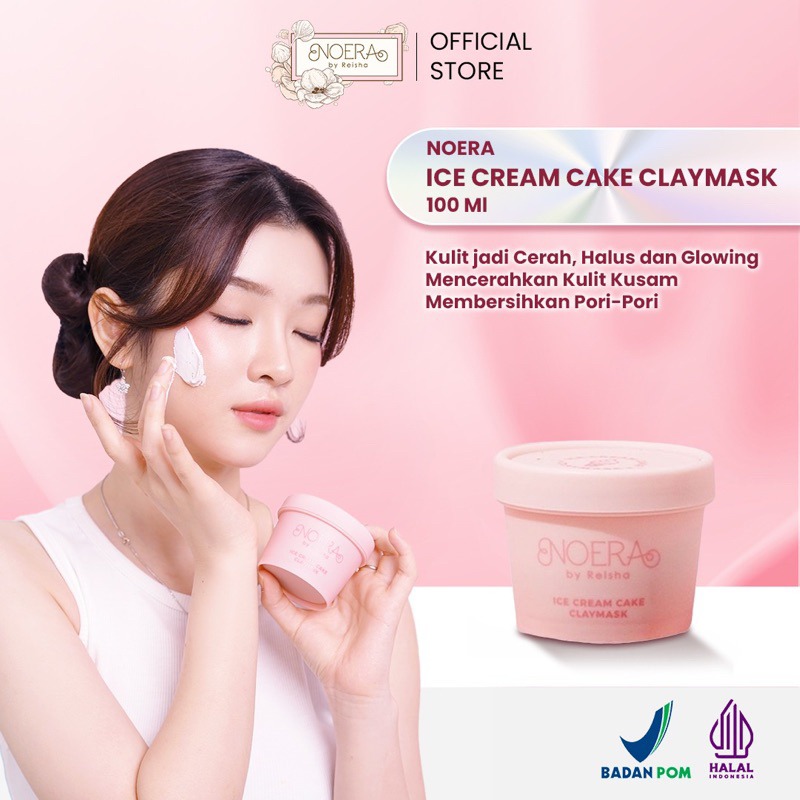 NOERA
by Reisha
OFFICIAL
STORE
NOERA
ICE CREAM CAKE CLAYMASK
100 Ml
Kulit jadi Cerah, Halus dan Glowing
Mencerahkan Kulit Kusam
Membersihkan Pori-Pori
NOERA
by Reisha
ICE CREAM CAKE
CLAYMASK
BADAN POM
HALAL
INDONESIA